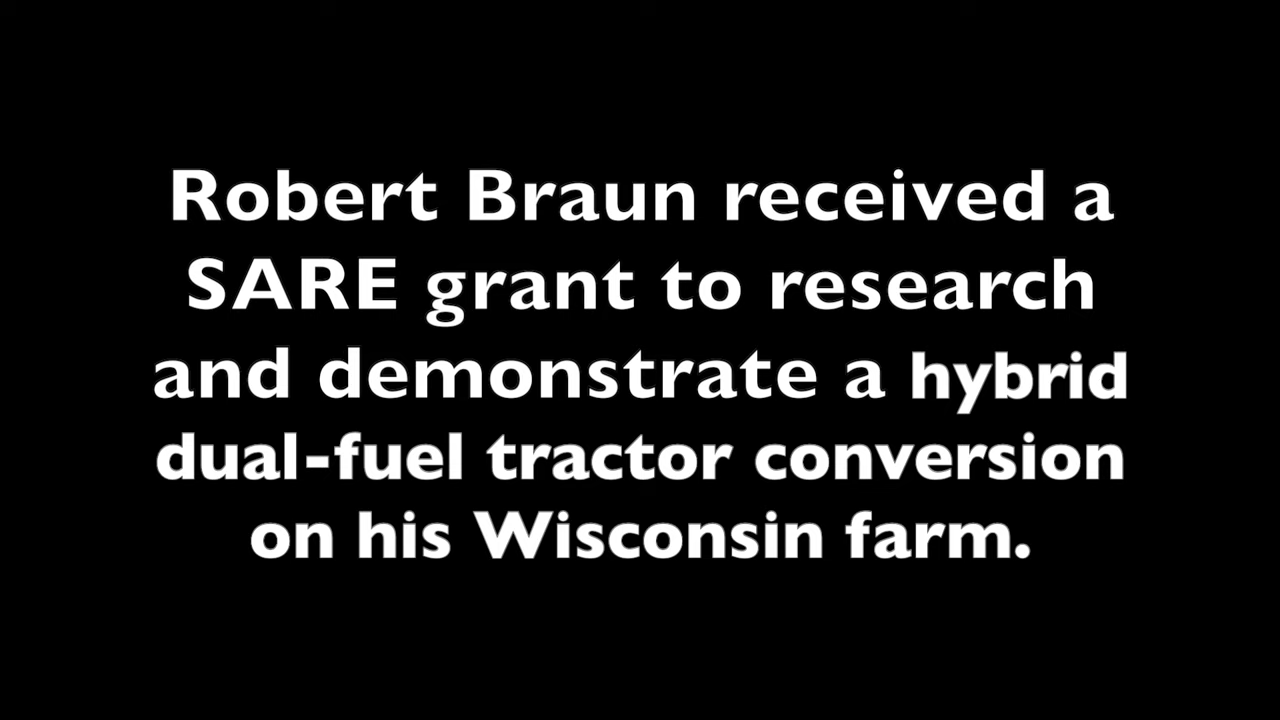 Robert Braun received a
SARE grant to research
and demonstrate a hybrid
dual-fuel tractor conversion
on his Wisconsin farm.